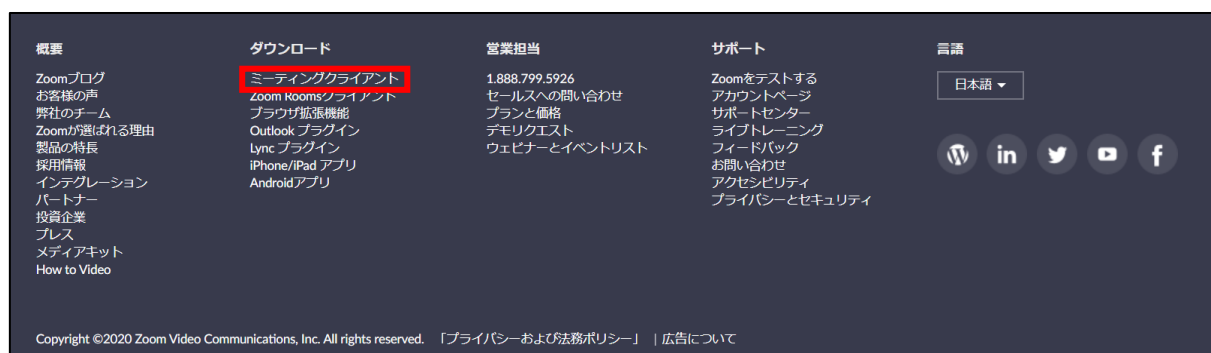 概要
Zoomブログ
お客様の声
弊社のチーム
Zoomが選ばれる理由
製品の特長
採用情報
インテグレーション
パートナー
投資企業
プレス
メディアキット
How to Video
ダウンロード
ミーティングクライアント
Zoom Roomsクライアント
ブラウザ拡張機能
Outlook プラグイン
Lync プラグイン
iPhone/iPad アプリ
Androidアプリ
営業担当
1.888.799.5926
セールスへの問い合わせ
プランと価格
デモリクエスト
ウェビナーとイベントリスト
サポート
Zoomをテストする
アカウントページ
サポートセンター
ライブトレーニング
フィードバック
お問い合わせ
アクセシビリティ
プライバシーとセキュリティ
言語
日本語
in
f
Copyright ©2020 Zoom Video Communications, Inc. All rights reserved. 「プライバシーおよび法務ポリシー」 | 広告について